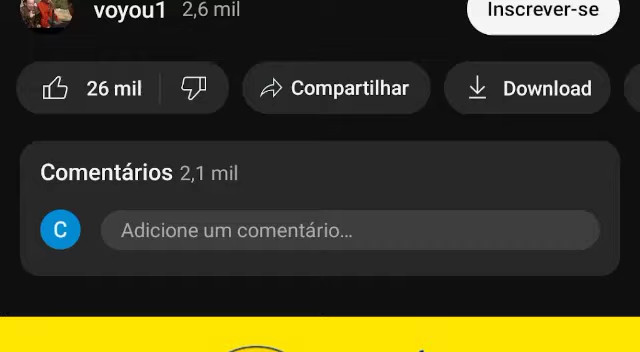 voyou1 2,6 mil Inscrever-se
26 mil Compartilhar Download
Comentários 2,1 mil
C Adicione um comentário...